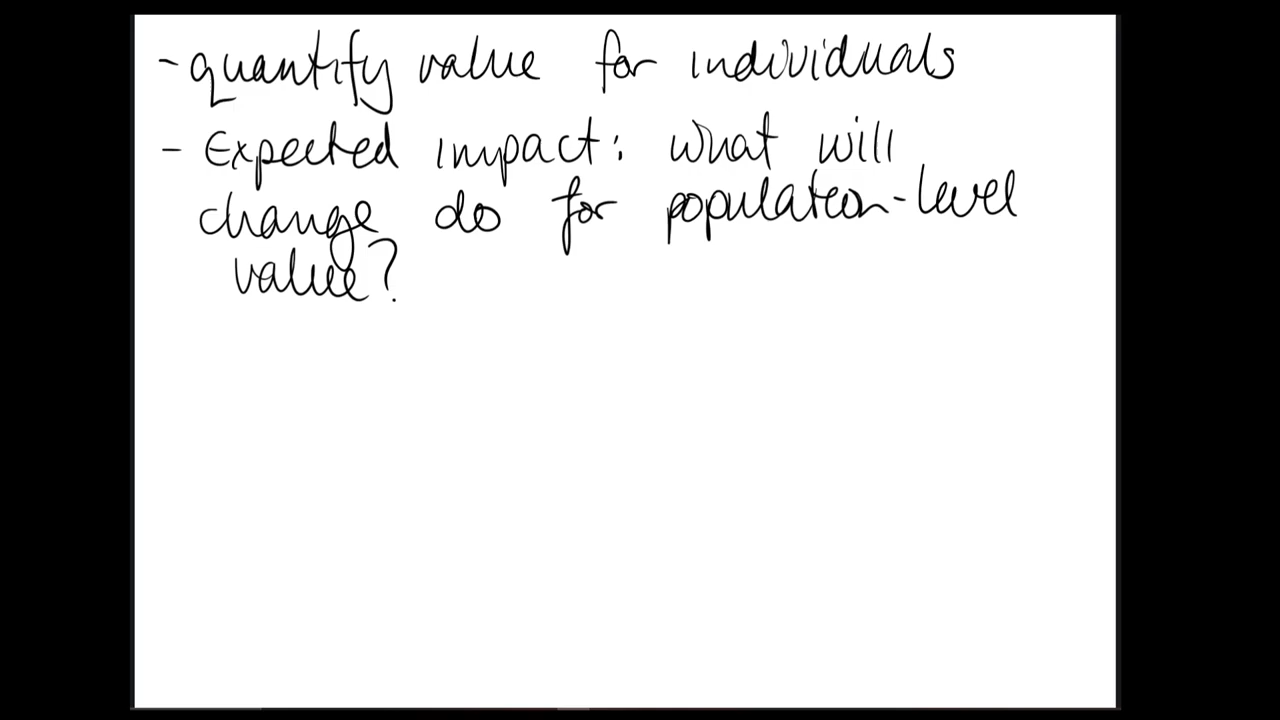 - quantify value for individuals
- Expected impact: what will
change do for population-level
value?